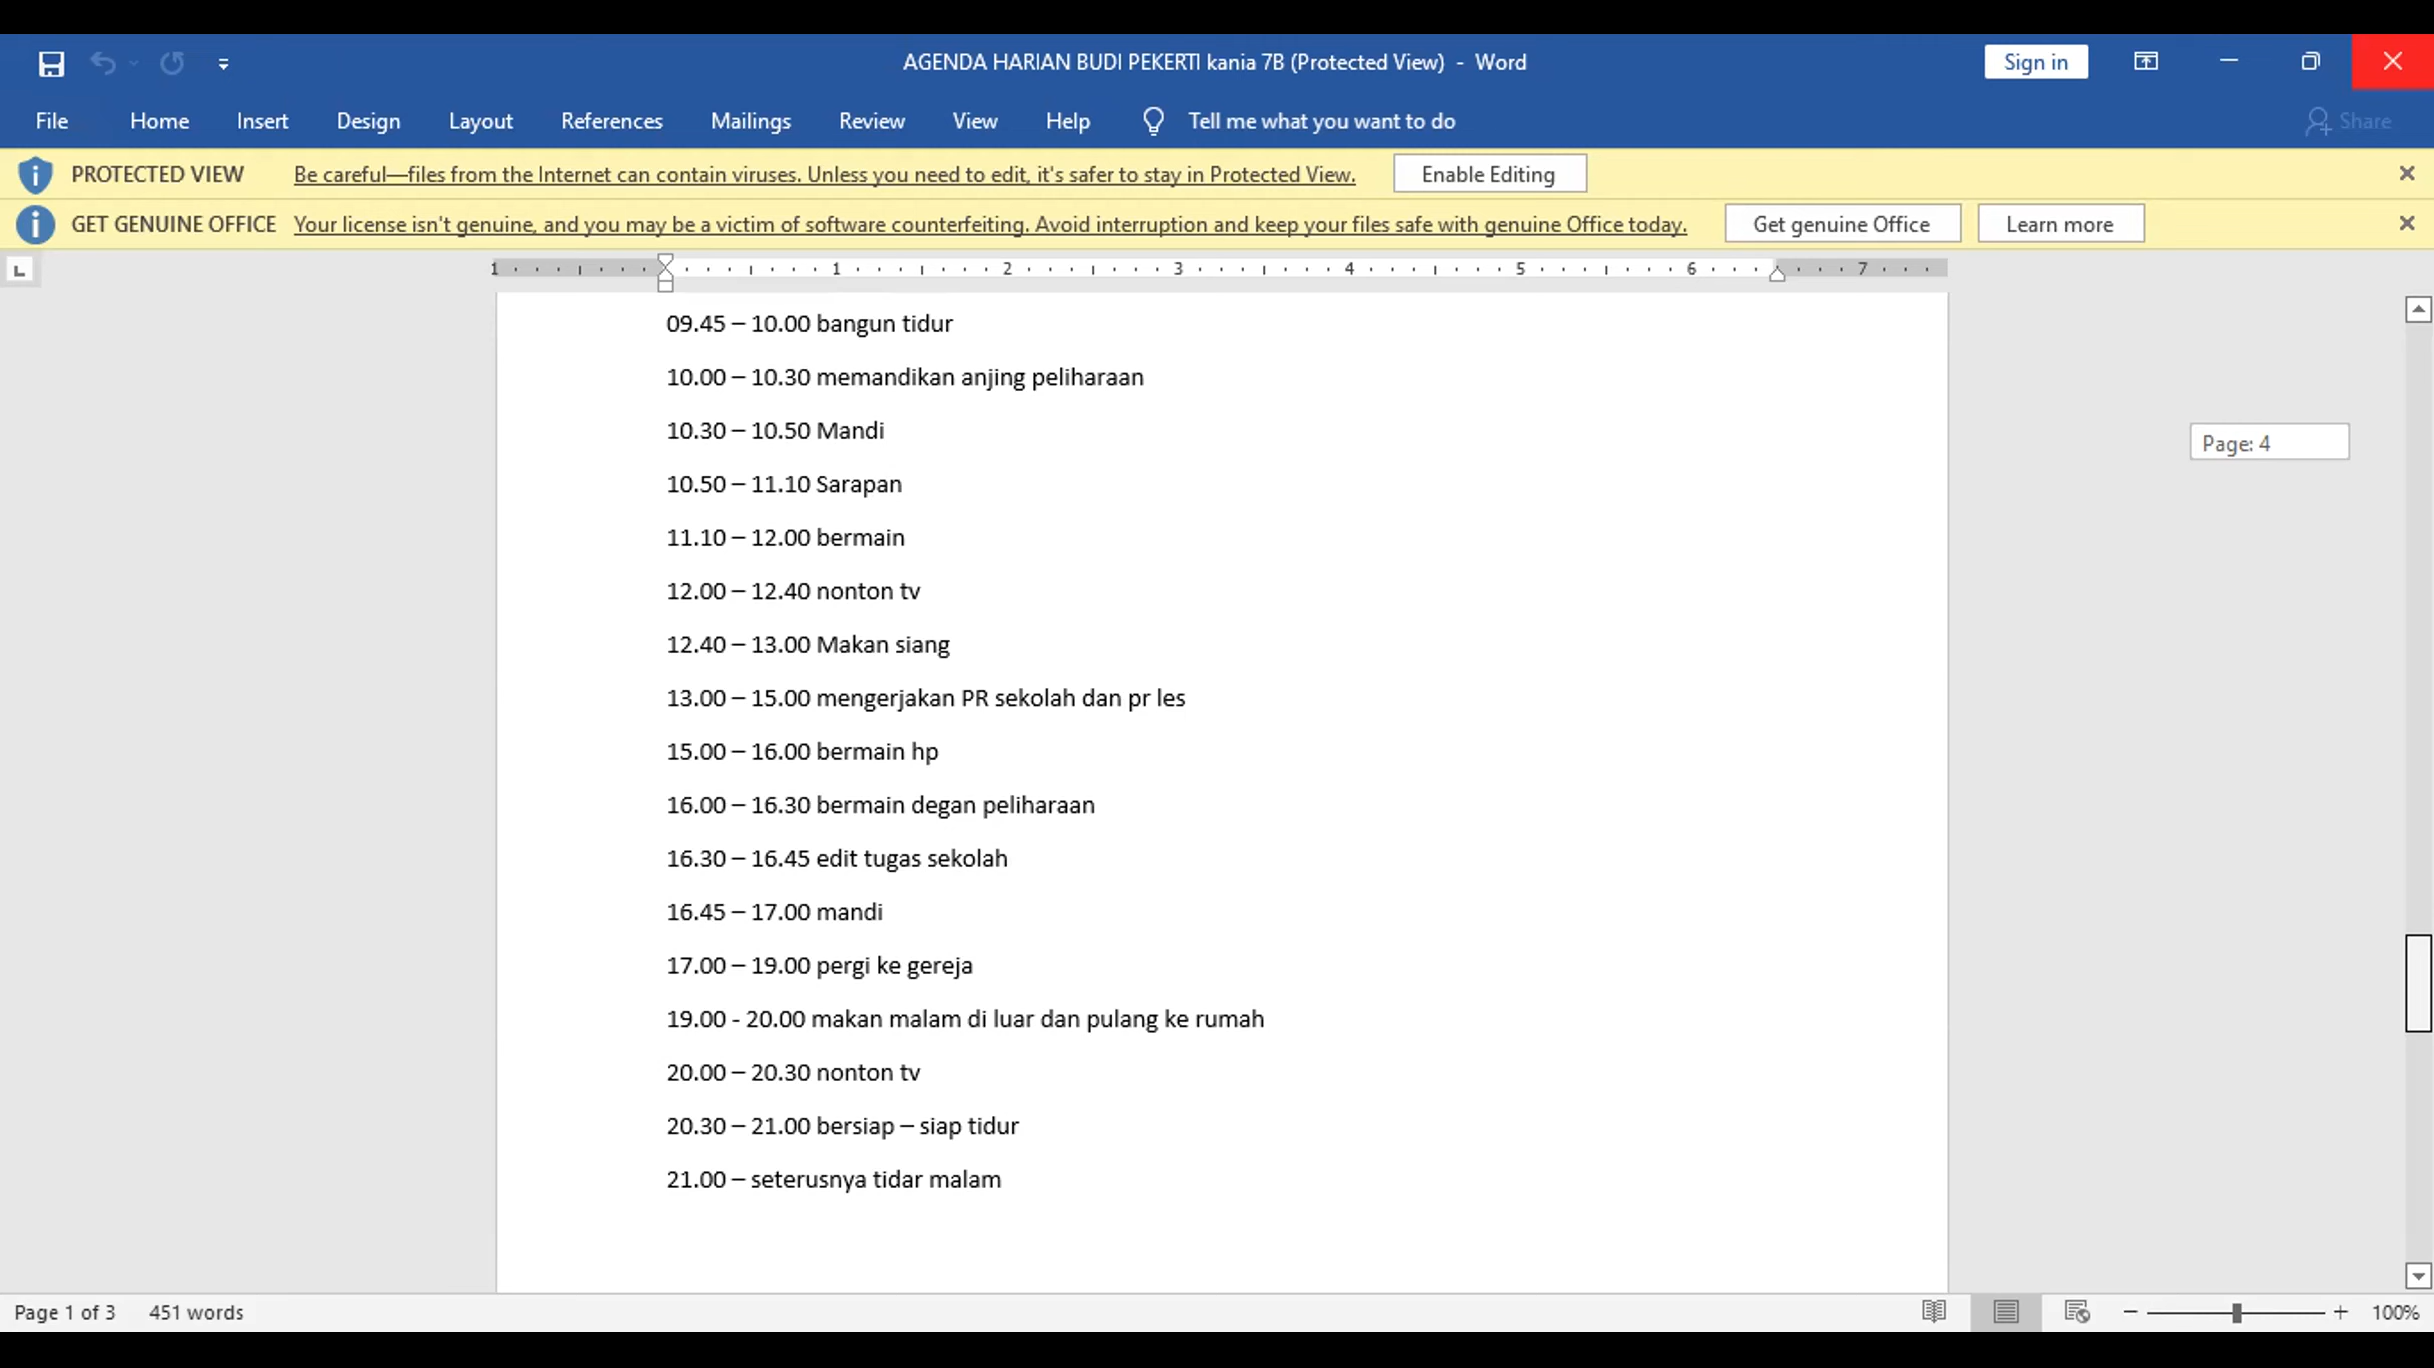 AGENDA HARIAN BUDI PEKERTI kania 7B (Protected View) - Word
Sign in
File Home Insert Design Layout References Mailings Review View Help Tell me what you want to do Share
PROTECTED VIEW Be careful—files from the Internet can contain viruses. Unless you need to edit, it's safer to stay in Protected View. Enable Editing
GET GENUINE OFFICE Your license isn't genuine, and you may be a victim of software counterfeiting. Avoid interruption and keep your files safe with genuine Office today. Get genuine Office Learn more
1 1 2 3 4 5 6 7
09.45 – 10.00 bangun tidur
10.00 – 10.30 memandikan anjing peliharaan
10.30 – 10.50 Mandi
Page: 4
10.50 – 11.10 Sarapan
11.10 – 12.00 bermain
12.00 – 12.40 nonton tv
12.40 – 13.00 Makan siang
13.00 – 15.00 mengerjakan PR sekolah dan pr les
15.00 – 16.00 bermain hp
16.00 – 16.30 bermain degan peliharaan
16.30 – 16.45 edit tugas sekolah
16.45 – 17.00 mandi
17.00 – 19.00 pergi ke gereja
19.00 - 20.00 makan malam di luar dan pulang ke rumah
20.00 – 20.30 nonton tv
20.30 – 21.00 bersiap – siap tidur
21.00 – seterusnya tidar malam
Page 1 of 3 451 words 100%